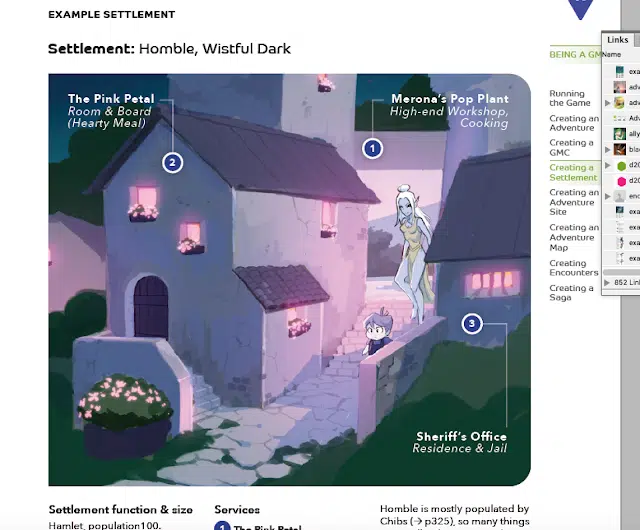 EXAMPLE SETTLEMENT
Settlement: Homble, Wistful Dark
The Pink Petal
Room & Board
(Hearty Meal)
2
Merona's Pop Plant
High-end Workshop,
Cooking
1
3
Sheriff's Office
Residence & Jail
Settlement function & size
Hamlet, population100.
Services
1 The Pink Petal
Homble is mostly populated by
Chibs (→ p325), so many things
BEING A GM
Running
the Game
Creating an
Adventure
Creating a
GMC
Creating a
Settlement
Creating an
Adventure
Site
Creating an
Adventure
Map
Creating
Encounters
Creating a
Saga
Links
Name
exa
adv
adv
Adv
ally
blac
d20
d20
enc
exa
exa
exa
exa
852 Lin